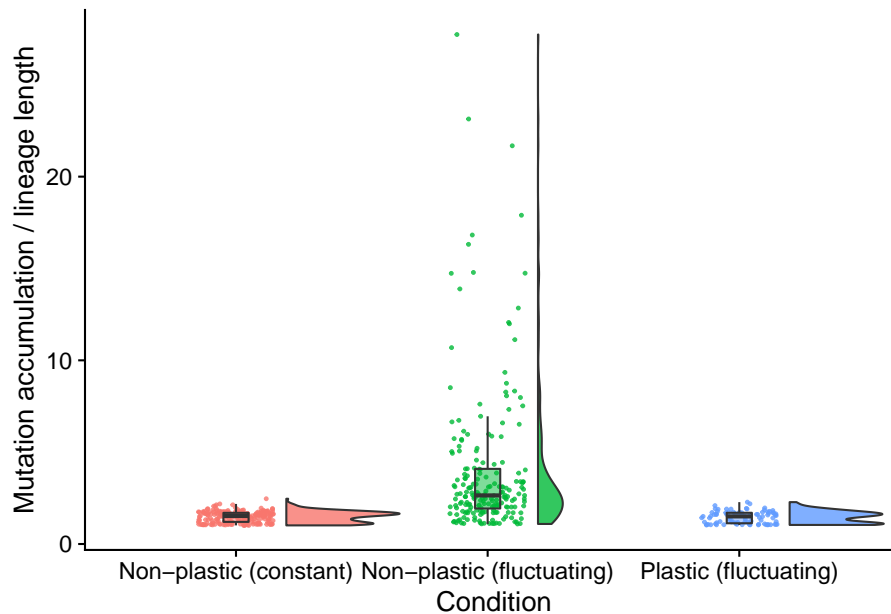 Mutation accumulation / lineage length
20
10
0
Non−plastic (constant)
Non−plastic (fluctuating)
Plastic (fluctuating)
Condition